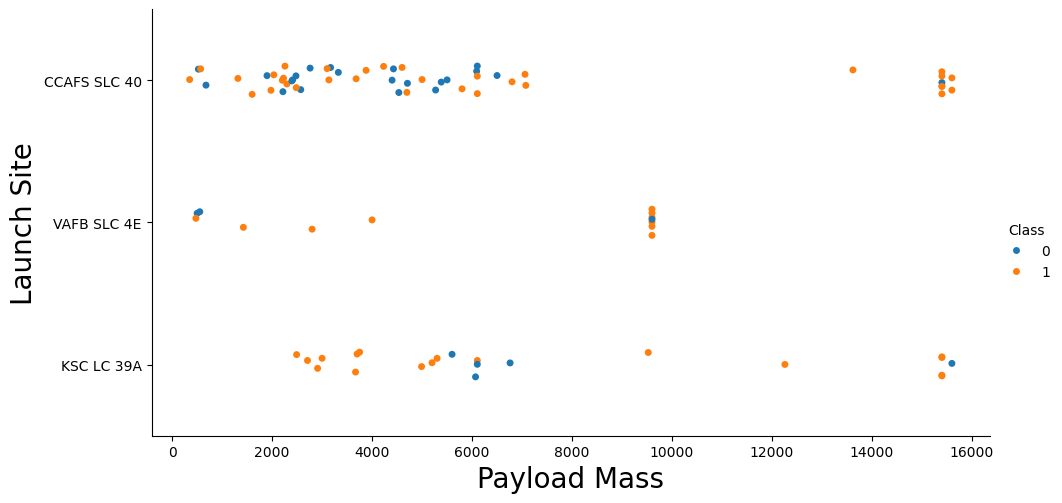 CCAFS SLC 40
VAFB SLC 4E
KSC LC 39A
Launch Site
0
2000
4000
6000
8000
10000
12000
14000
16000
Payload Mass
Class
0
1